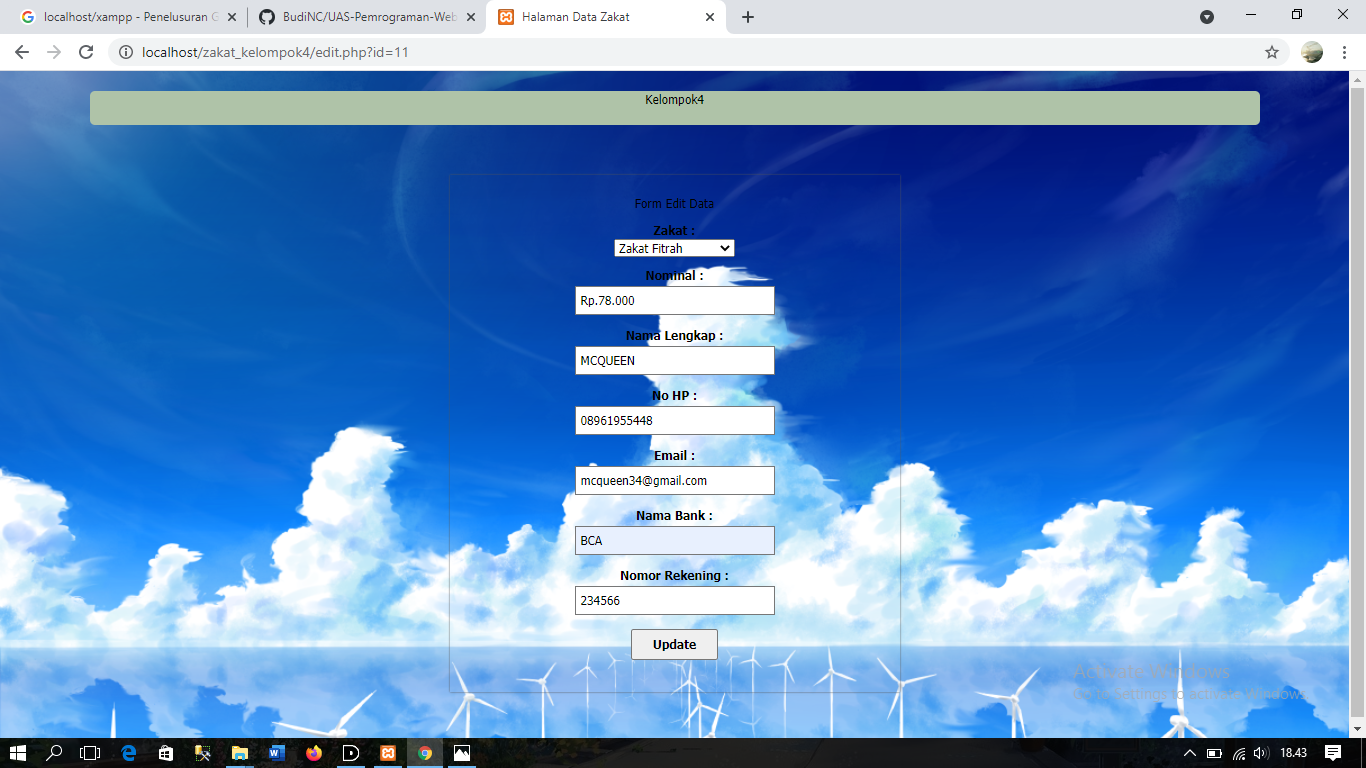 localhost/xampp - Penelusuran G
BudiNC/UAS-Pemrograman-Web
Halaman Data Zakat
localhost/zakat_kelompok4/edit.php?id=11
Kelompok4
Form Edit Data
Zakat :
Zakat Fitrah
Nominal :
Rp.78.000
Nama Lengkap :
MCQUEEN
No HP :
08961955448
Email :
mcqueen34@gmail.com
Nama Bank :
BCA
Nomor Rekening :
234566
Update
Activate Windows
Go to Settings to activate Windows.
18.43